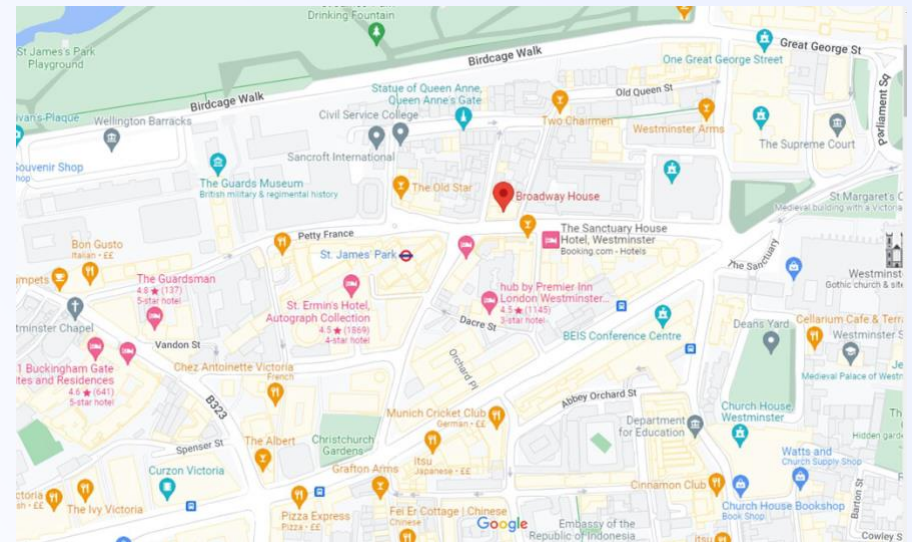 Drinking Fountain
St James's Park
Playground
Birdcage Walk
Great George St
One Great George Street
Birdcage Walk
Statue of Queen Anne,
Queen Anne's Gate
Old Queen St
Parliament Sq
Wellington Barracks
Civil Service College
Two Chairmen
Westminster Arms
The Supreme Court
Sancroft International
Souvenir Shop
The Guards Museum
British military & regimental history
The Old Star
Broadway House
St Margaret's C
Medieval building with a Victoria
Petty France
The Sanctuary House
Hotel, Westminster
Booking.com - Hotels
Bon Gusto
Italian • ££
St. James' Park
The Sanctuary
The Guardsman
4.8 ★ (137)
5-star hotel
Westminst
Gothic church & site
hub by Premier Inn
London Westminster...
4.5 ★ (1145)
3-star hotel
St. Ermin's Hotel,
Autograph Collection
4.5 ★ (1869)
4-star hotel
Dacre St
BEIS Conference Centre
Deans Yard
Cellarium Cafe & Terra
Westminster S
tminster Chapel
Vandon St
Orchard Pl
Medieval Palace of Westm
1 Buckingham Gate
ites and Residences
4.6 ★ (641)
5-star hotel
Chez Antoinette Victoria
French
B323
Abbey Orchard St
Munich Cricket Club
German • ££
Department
for Education
Church House
Westminster
Hidden garde
Spenser St
The Albert
Christchurch
Gardens
Itsu
Japanese • ££
Watts and
Church Supply Shop
Curzon Victoria
Grafton Arms
Cinnamon Club
Barton St
The Ivy Victoria
Pizza Express
Pizza • ££
Fei Er Cottage | Chinese
Chinese
Google
Embassy of the
Republic of Indonesia
Church House Bookshop
Book Shop
itsu
Cowley S